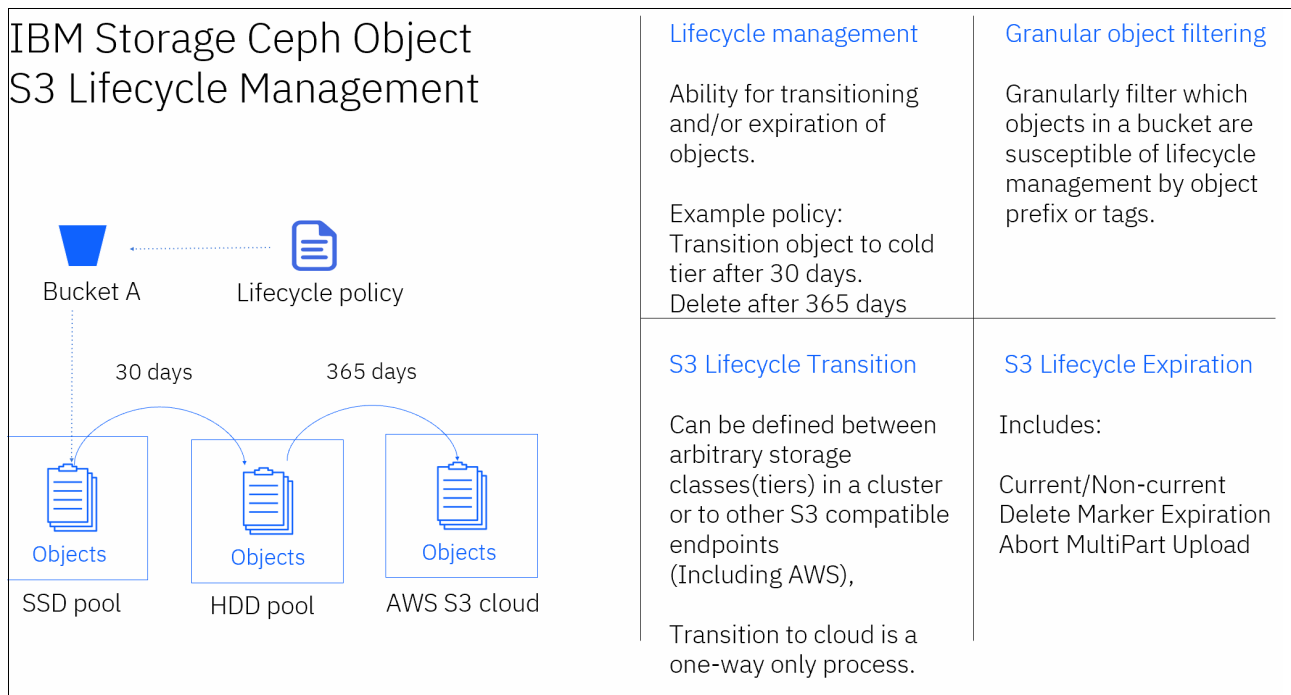 IBM Storage Ceph Object
S3 Lifecycle Management
Bucket A
Lifecycle policy
30 days
365 days
Objects
Objects
Objects
SSD pool
HDD pool
AWS S3 cloud
Lifecycle management
Ability for transitioning
and/or expiration of
objects.
Example policy:
Transition object to cold
tier after 30 days.
Delete after 365 days
Granular object filtering
Granularly filter which
objects in a bucket are
susceptible of lifecycle
management by object
prefix or tags.
S3 Lifecycle Transition
Can be defined between
arbitrary storage
classes(tiers) in a cluster
or to other S3 compatible
endpoints
(Including AWS),
Transition to cloud is a
one-way only process.
S3 Lifecycle Expiration
Includes:
Current/Non-current
Delete Marker Expiration
Abort MultiPart Upload